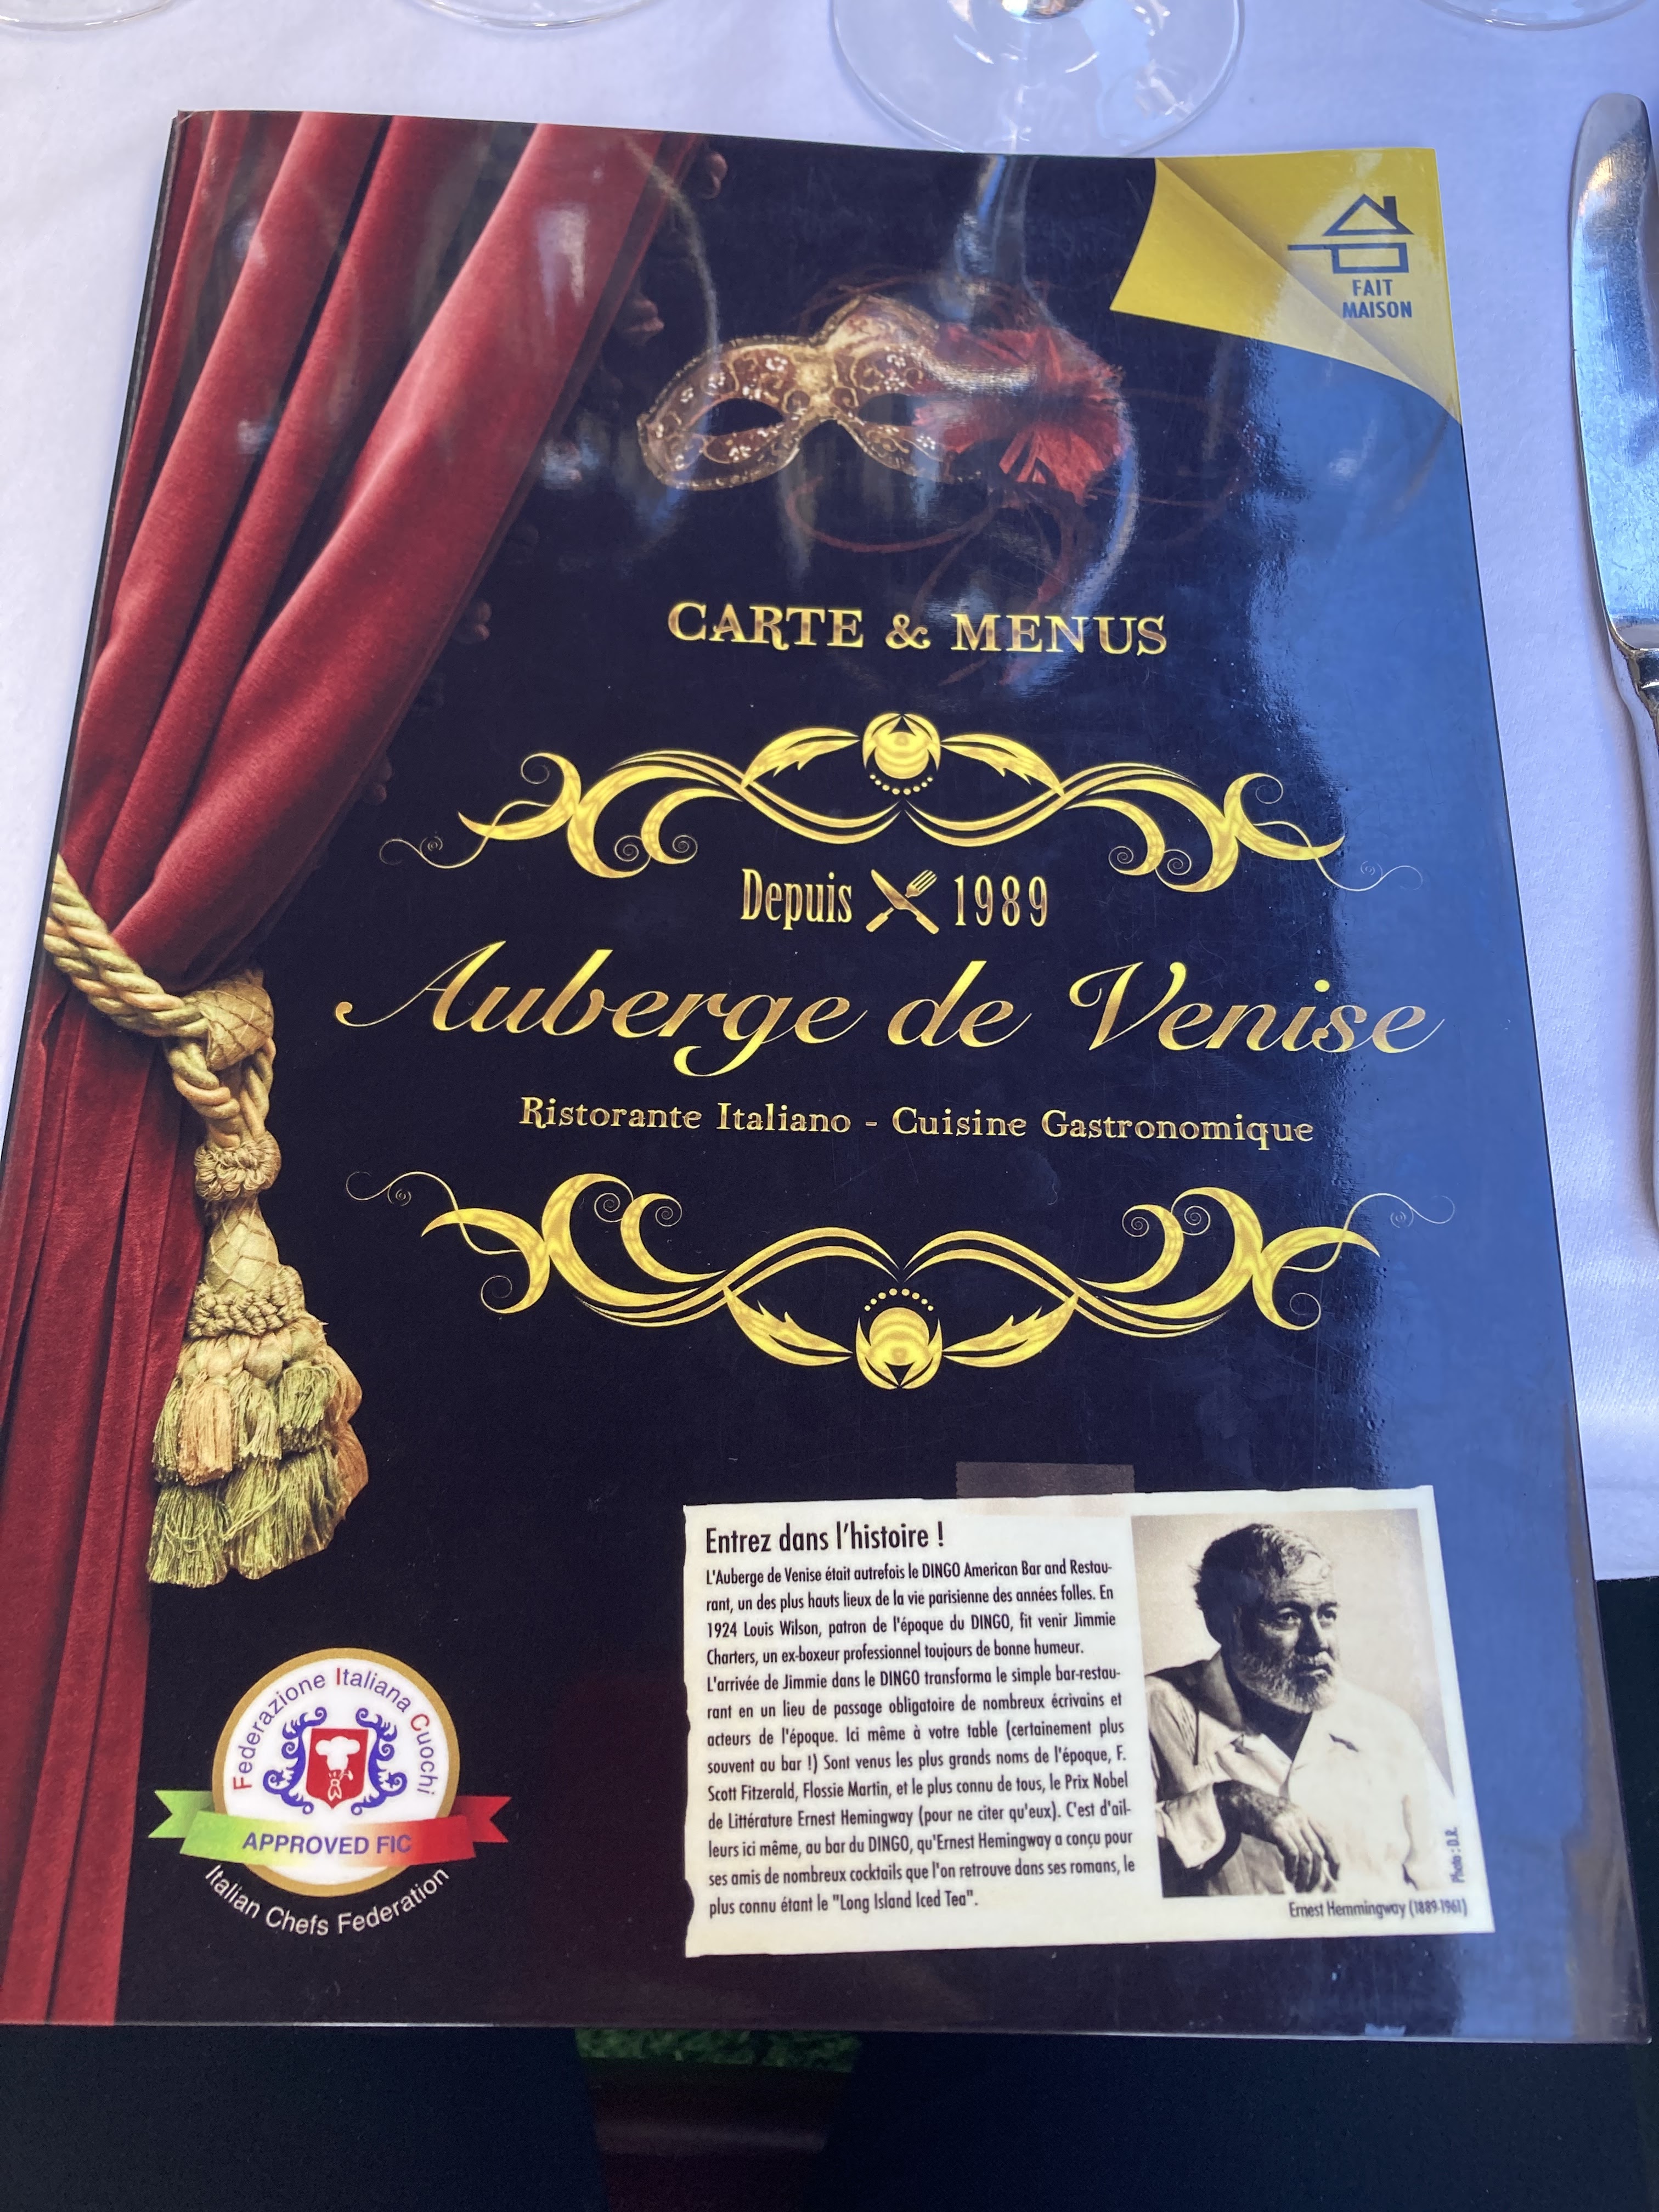 FAIT
MAISON
CARTE & MENUS
Depuis 1989
Auberge de Venise
Ristorante Italiano - Cuisine Gastronomique
Entrez dans l'histoire !
L'Auberge de Venise était autrefois le DINGO American Bar and Restau-
rant, un des plus hauts lieux de la vie parisienne des années folles. En
1924 Louis Wilson, patron de l'époque du DINGO, fit venir Jimmie
Charters, un ex-boxeur professionnel toujours de bonne humeur.
L'arrivée de Jimmie dans le DINGO transforma le simple bar-restau-
rant en un lieu de passage obligatoire de nombreux écrivains et
acteurs de l'époque. Ici même à votre table (certainement plus
souvent au bar !) Sont venus les plus grands noms de l'époque, F.
Scott Fitzerald, Flossie Martin, et le plus connu de tous, le Prix Nobel
de Littérature Ernest Hemingway (pour ne citer qu'eux). C'est d'ail-
leurs ici même, au bar du DINGO, qu'Ernest Hemingway a conçu pour
ses amis de nombreux cocktails que l'on retrouve dans ses romans, le
plus connu étant le "Long Island Iced Tea".
Photo : D.R.
Ernest Hemmingway (1889-1961)
Federazione Italiana Cuochi
APPROVED FIC
Italian Chefs Federation